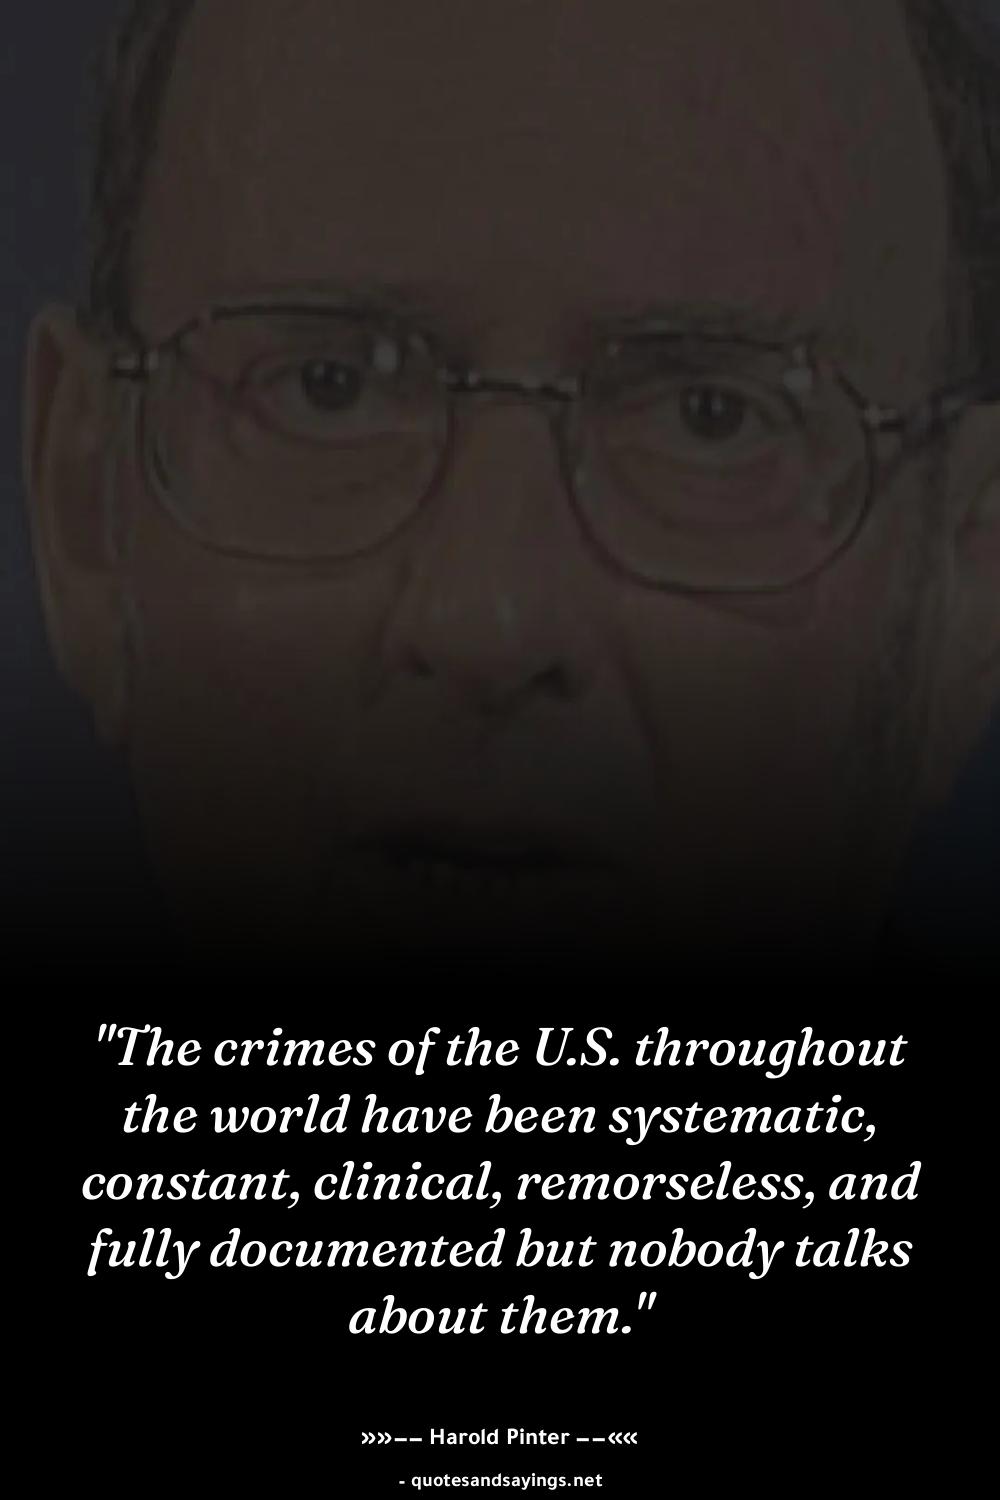 "The crimes of the U.S. throughout
the world have been systematic,
constant, clinical, remorseless, and
fully documented but nobody talks
about them."
»»–– Harold Pinter ––««
- quotesandsayings.net